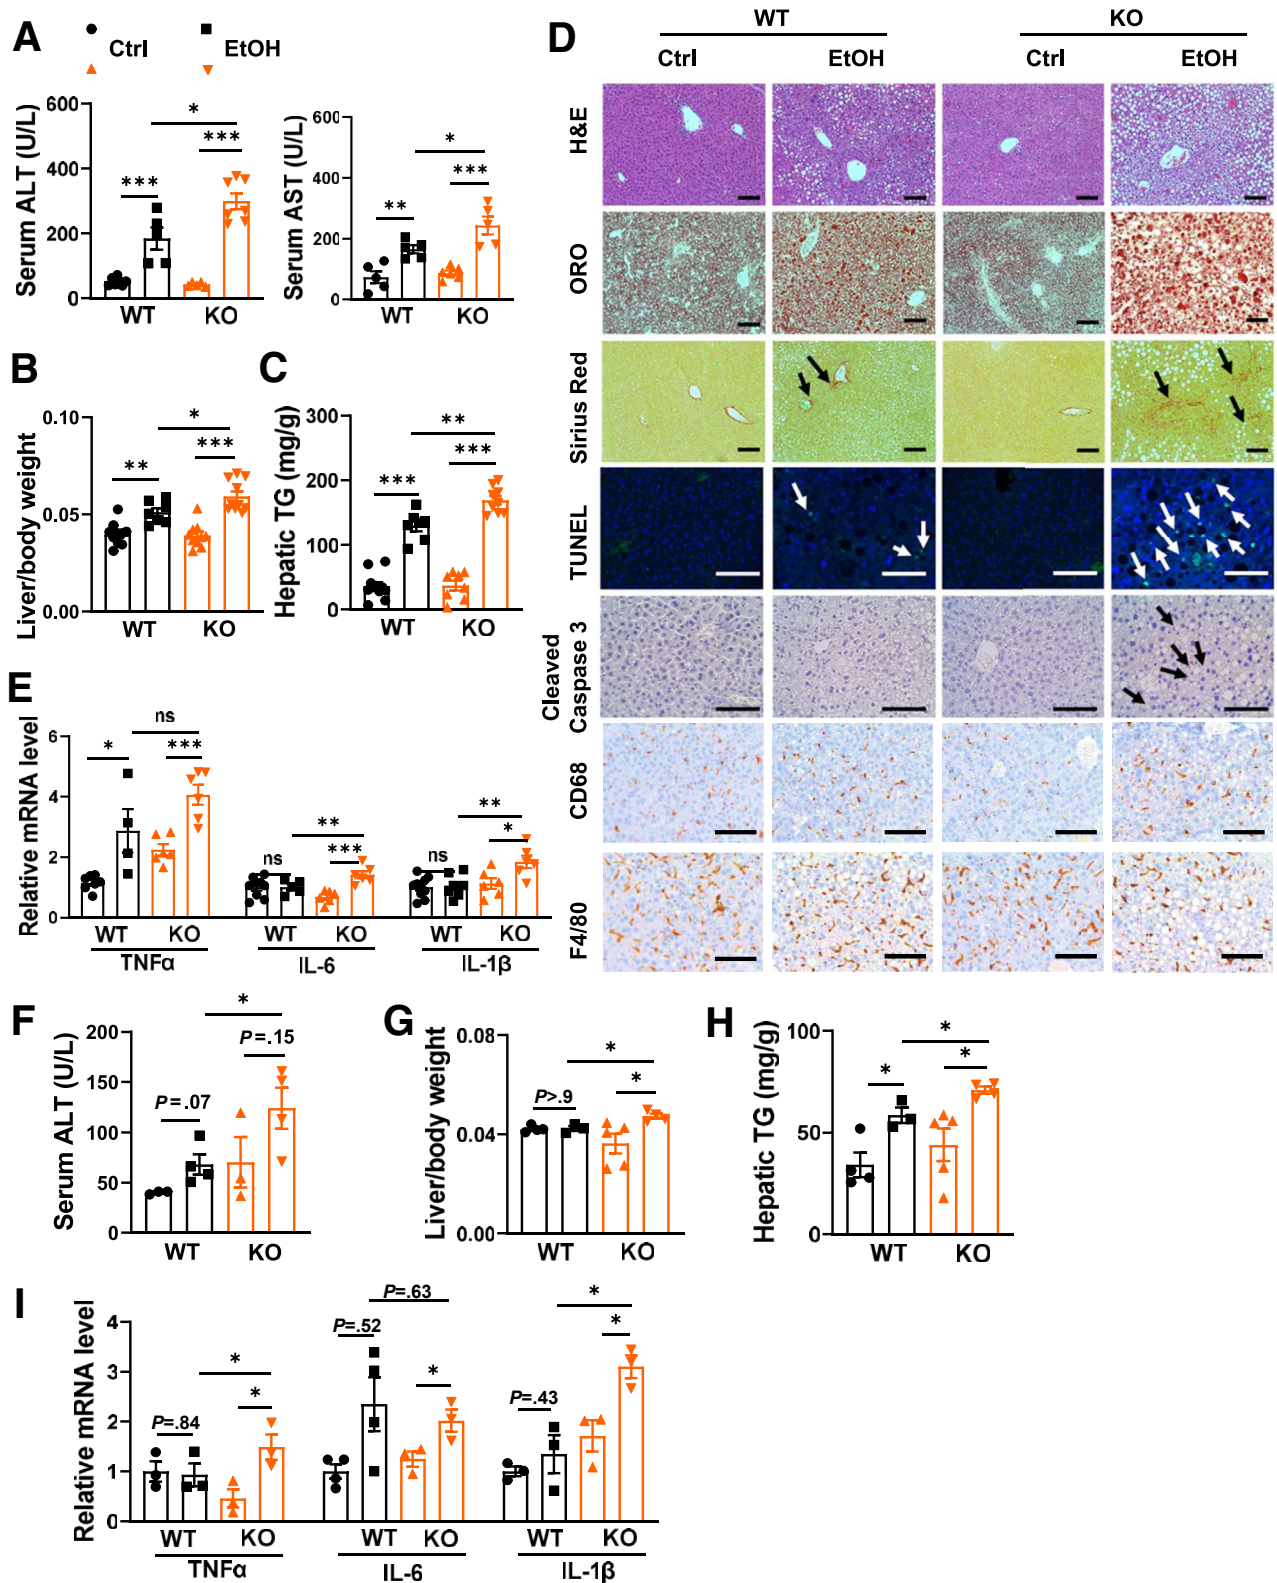 A
Ctrl
EtOH
Serum ALT (U/L)
600
400
200
0
***
*
***
WT
KO
Serum AST (U/L)
600
400
200
0
**
*
***
WT
KO
B
Liver/body weight
0.10
0.05
0.00
**
*
***
WT
KO
C
Hepatic TG (mg/g)
300
200
100
0
***
**
***
WT
KO
D
WT
KO
Ctrl
EtOH
Ctrl
EtOH
H&E
ORO
Sirius Red
TUNEL
Cleaved
Caspase 3
CD68
F4/80
E
Relative mRNA level
6
4
2
0
*
ns
***
ns
**
***
ns
**
*
WT
KO
WT
KO
WT
KO
TNFα
IL-6
IL-1β
F
Serum ALT (U/L)
200
150
100
50
0
P=.07
*
P=.15
WT
KO
G
Liver/body weight
0.08
0.04
0.00
P>.9
*
*
WT
KO
H
Hepatic TG (mg/g)
100
50
0
*
*
*
WT
KO
I
Relative mRNA level
4
3
2
1
0
P=.84
*
*
P=.52
P=.63
*
P=.43
*
*
WT
KO
WT
KO
WT
KO
TNFα
IL-6
IL-1β